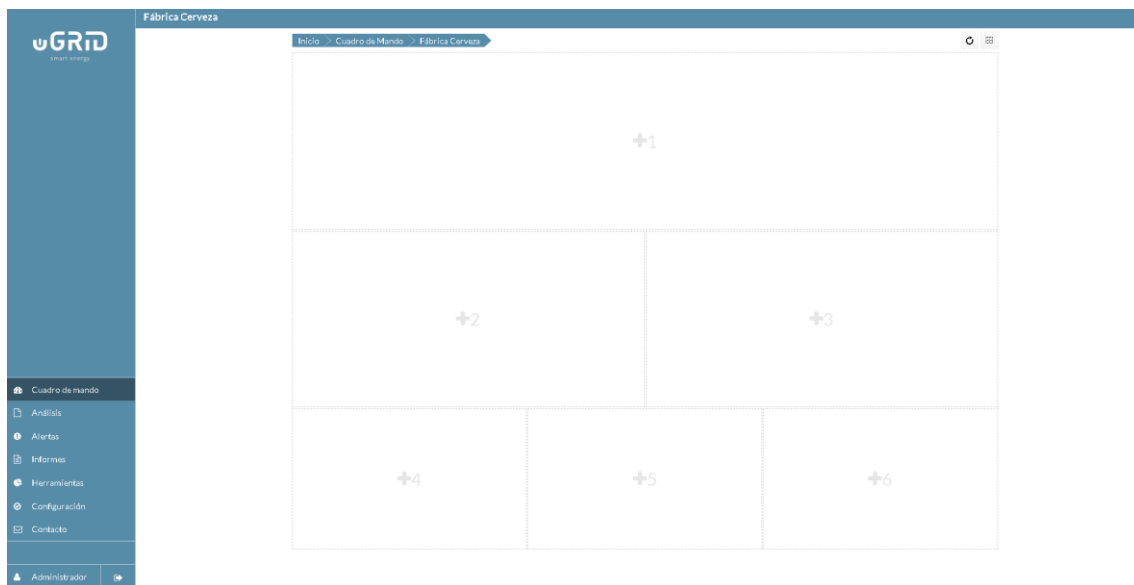 Fábrica Cerveza
uGRID
smart energy
Inicio > Cuadro de Mando > Fábrica Cerveza
+1
+2
+3
+4
+5
+6
Cuadro de mando
Análisis
Alertas
Informes
Herramientas
Configuración
Contacto
Administrador